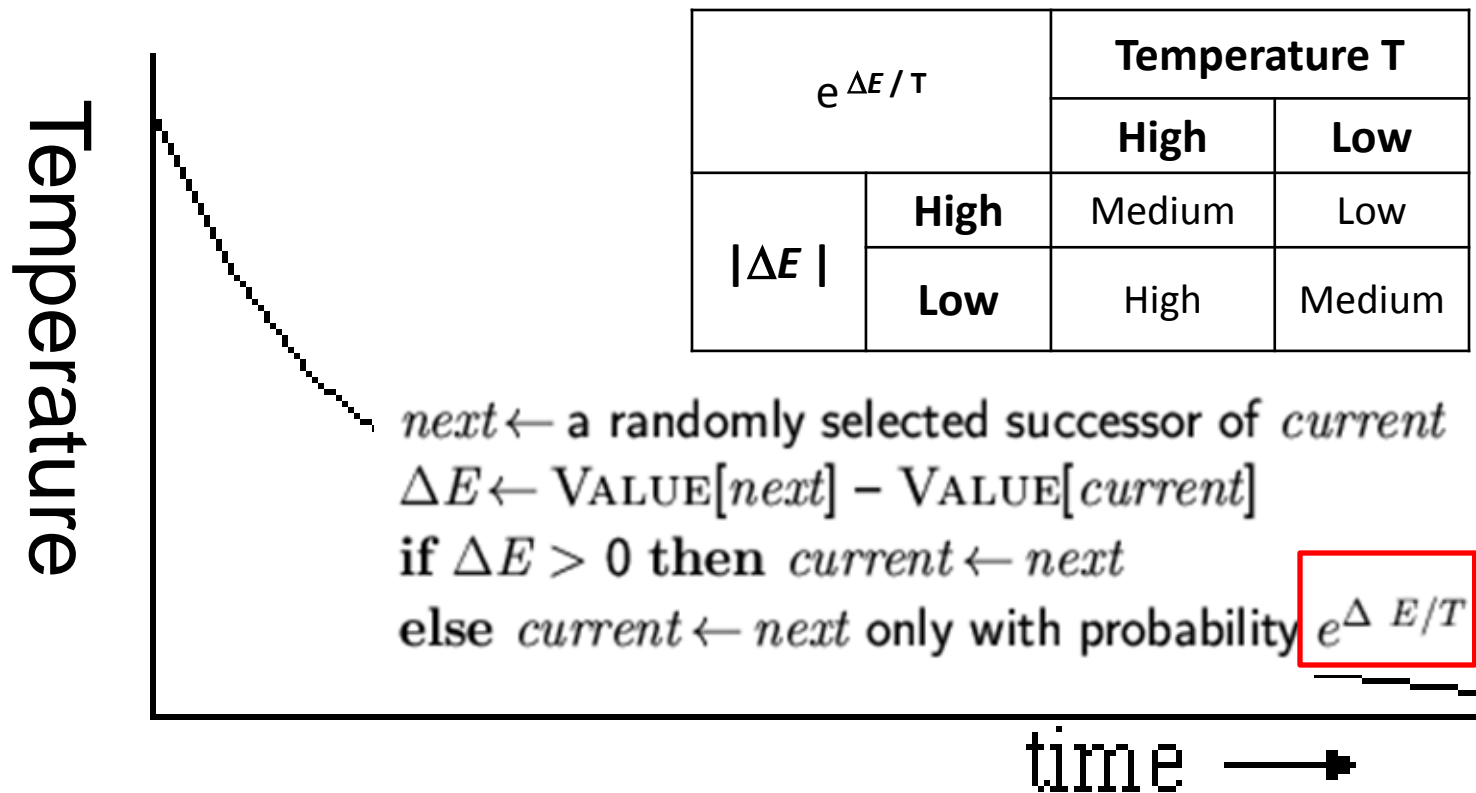 Temperature
e ΔE / T
Temperature T
High Low
|ΔE |
High Medium Low
Low High Medium
next ← a randomly selected successor of current
ΔE ← VALUE[next] – VALUE[current]
if ΔE > 0 then current ← next
else current ← next only with probability e^Δ E/T
time